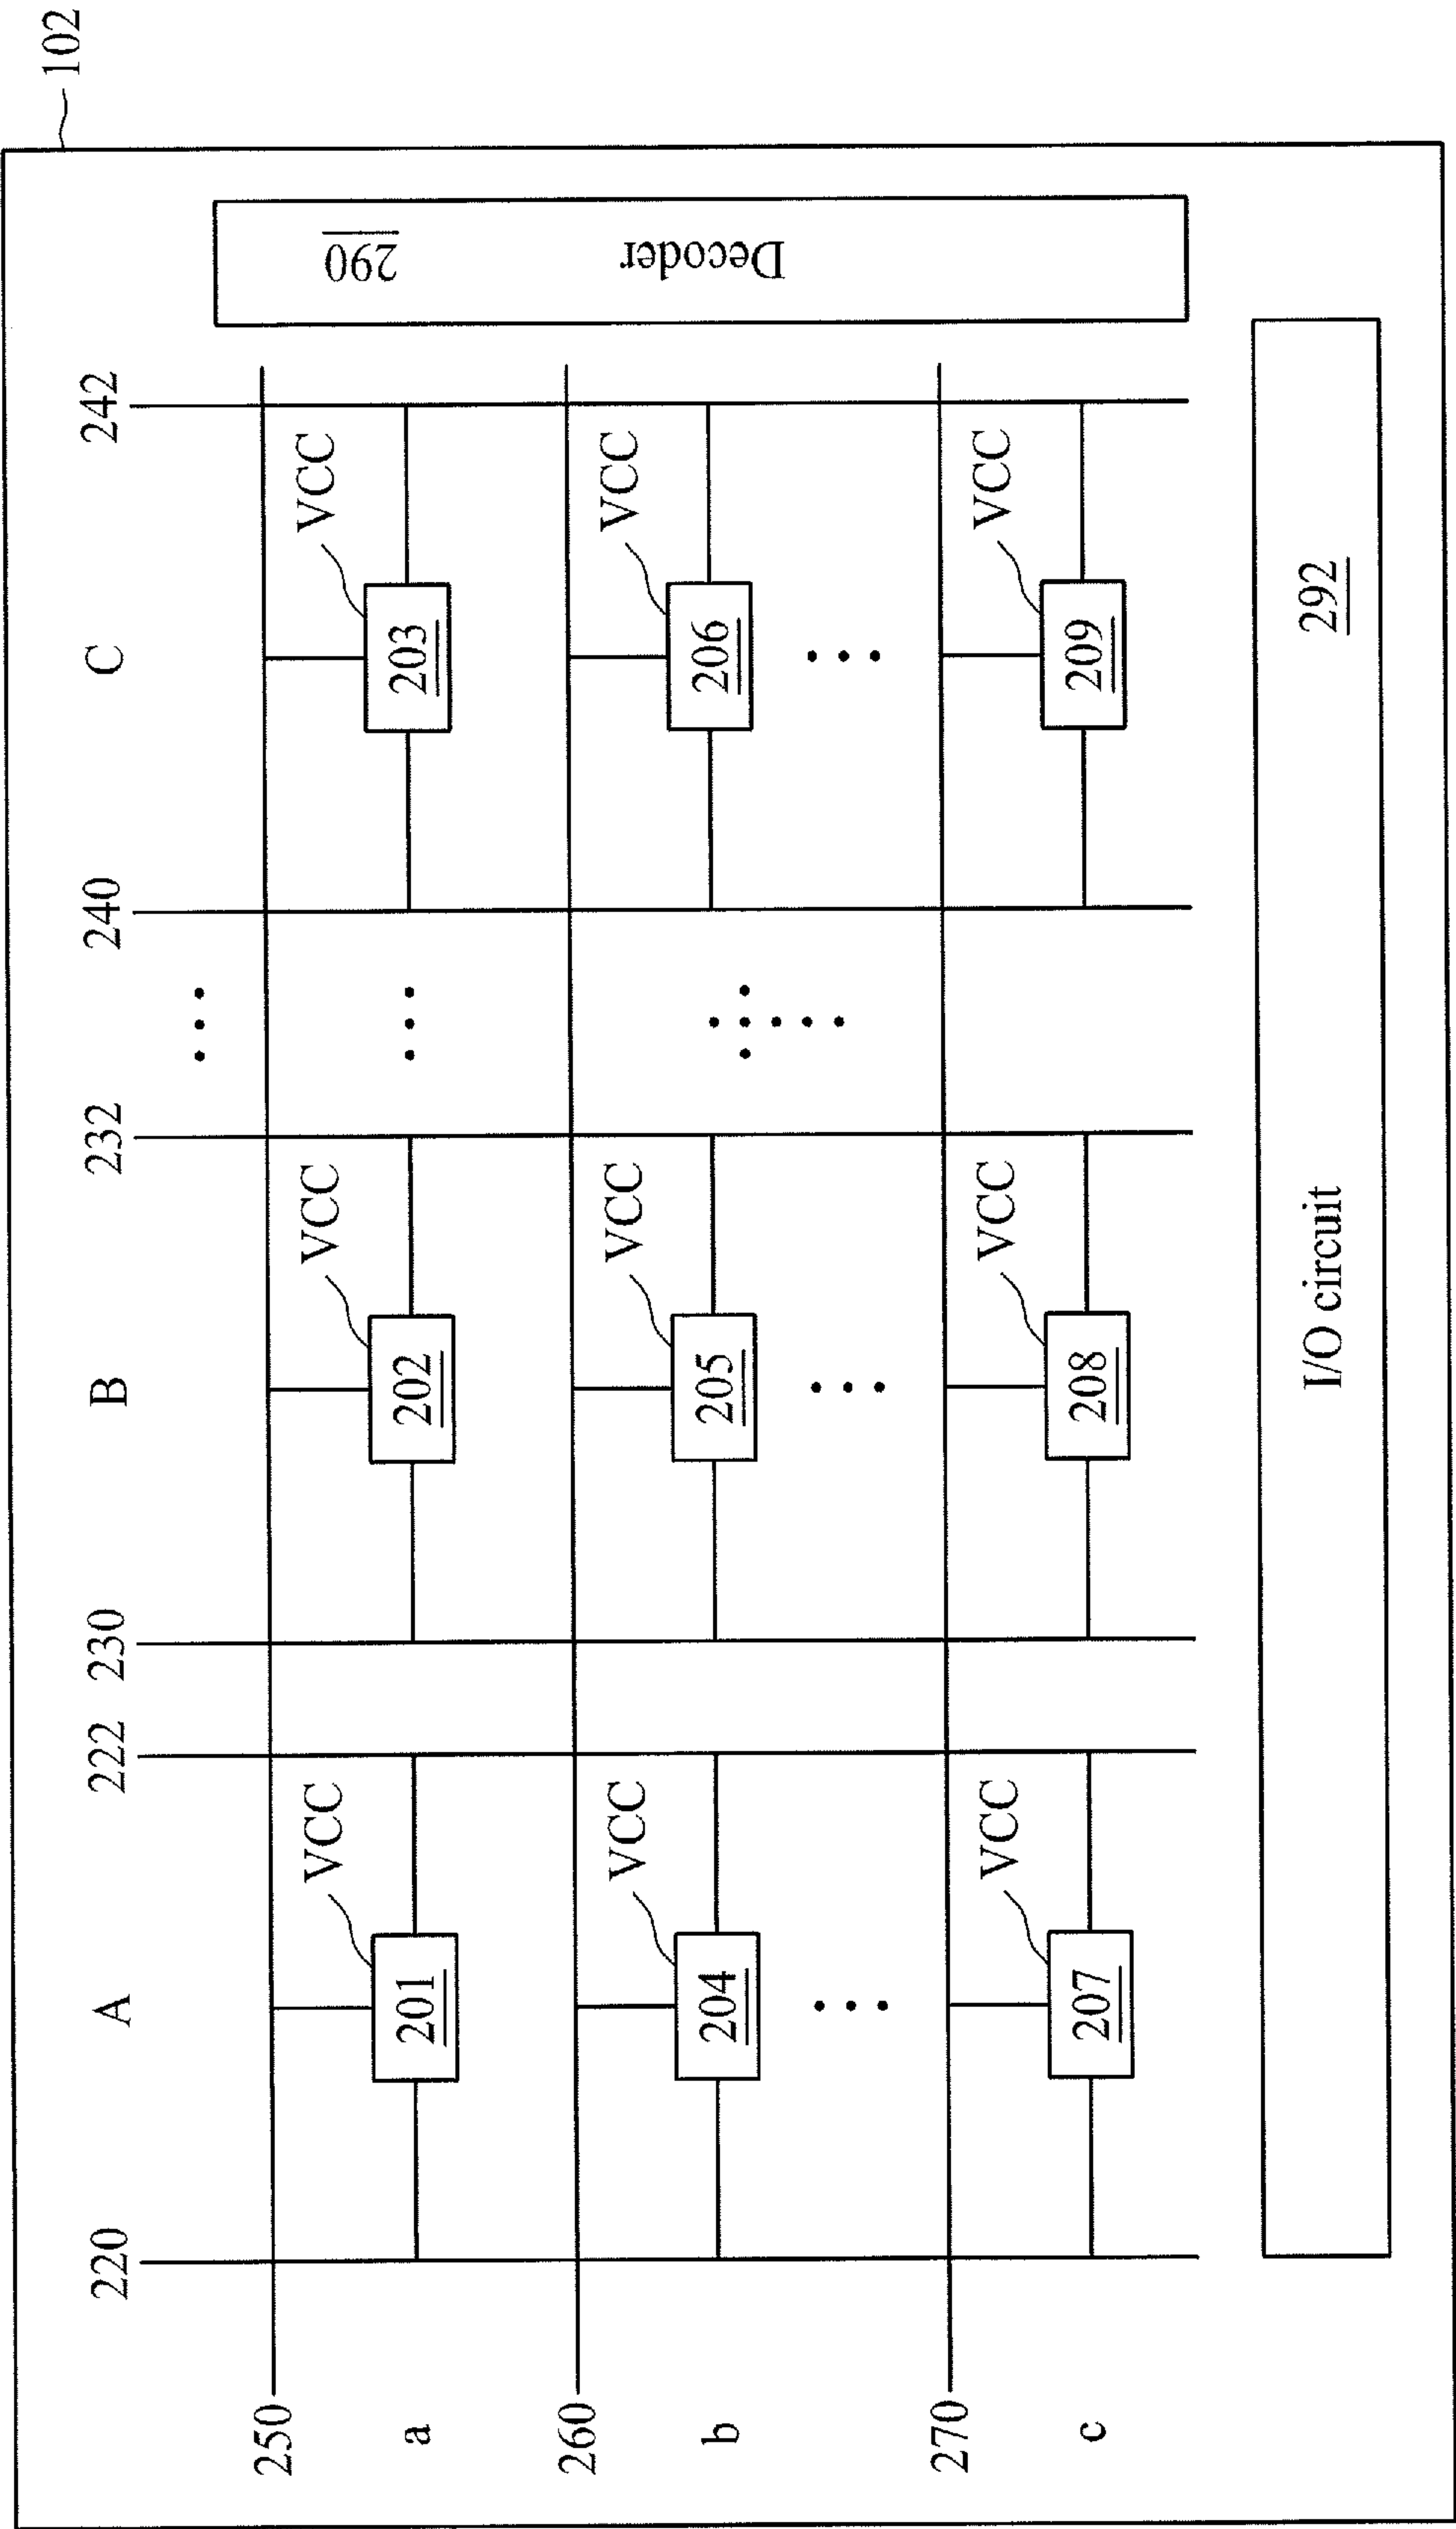 102
A B C
220 222 230 232 ... 240 242
250
VCC VCC VCC
a 201 202 ... 203
260
VCC VCC VCC
b 204 205 206
270
VCC VCC VCC
c 207 208 209
Decoder 290
I/O circuit 292